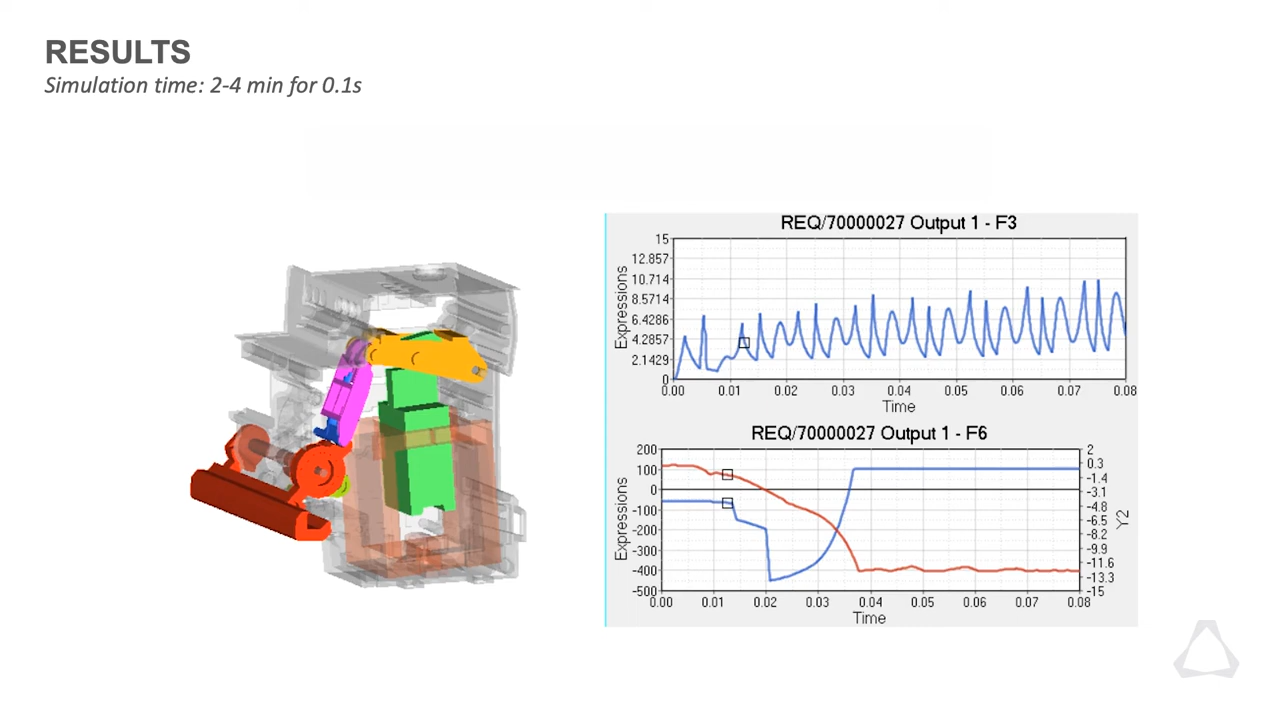 RESULTS
Simulation time: 2-4 min for 0.1s
REQ/70000027 Output 1 - F3
15
12.857
10.714
8.5714
6.4286
4.2857
2.1429
0
Expressions
0.00 0.01 0.02 0.03 0.04 0.05 0.06 0.07 0.08
Time
REQ/70000027 Output 1 - F6
200
100
0
-100
-200
-300
-400
-500
Expressions
2
0.3
-1.4
-3.1
-4.8
-6.5
-8.2
-9.9
-11.6
-13.3
-15
Y2
0.00 0.01 0.02 0.03 0.04 0.05 0.06 0.07 0.08
Time